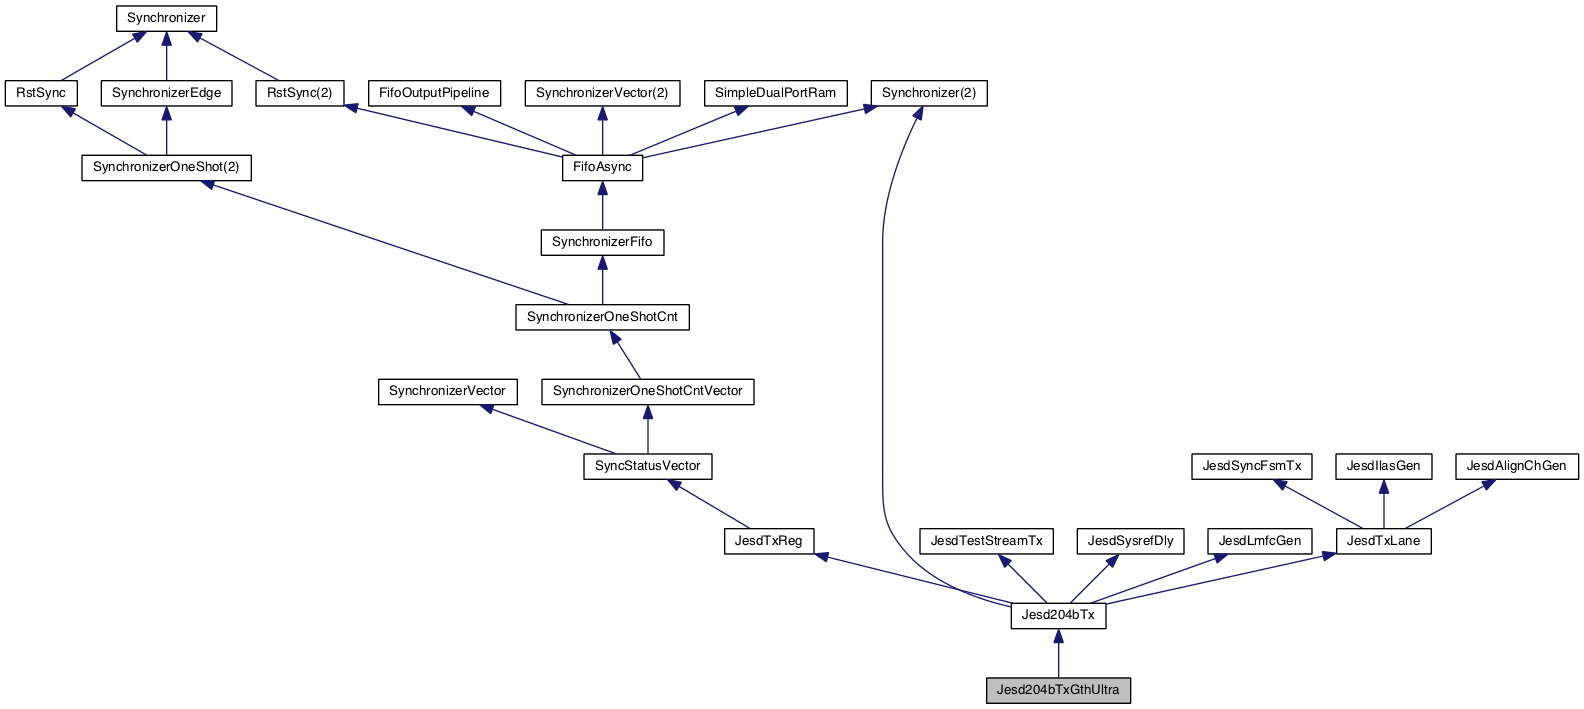 Synchronizer
RstSync
SynchronizerEdge
RstSync(2)
FifoOutputPipeline
SynchronizerVector(2)
SimpleDualPortRam
Synchronizer(2)
SynchronizerOneShot(2)
FifoAsync
SynchronizerFifo
SynchronizerOneShotCnt
SynchronizerVector
SynchronizerOneShotCntVector
SyncStatusVector
JesdSyncFsmTx
JesdIlasGen
JesdAlignChGen
JesdTxReg
JesdTestStreamTx
JesdSysrefDly
JesdLmfcGen
JesdTxLane
Jesd204bTx
Jesd204bTxGthUltra